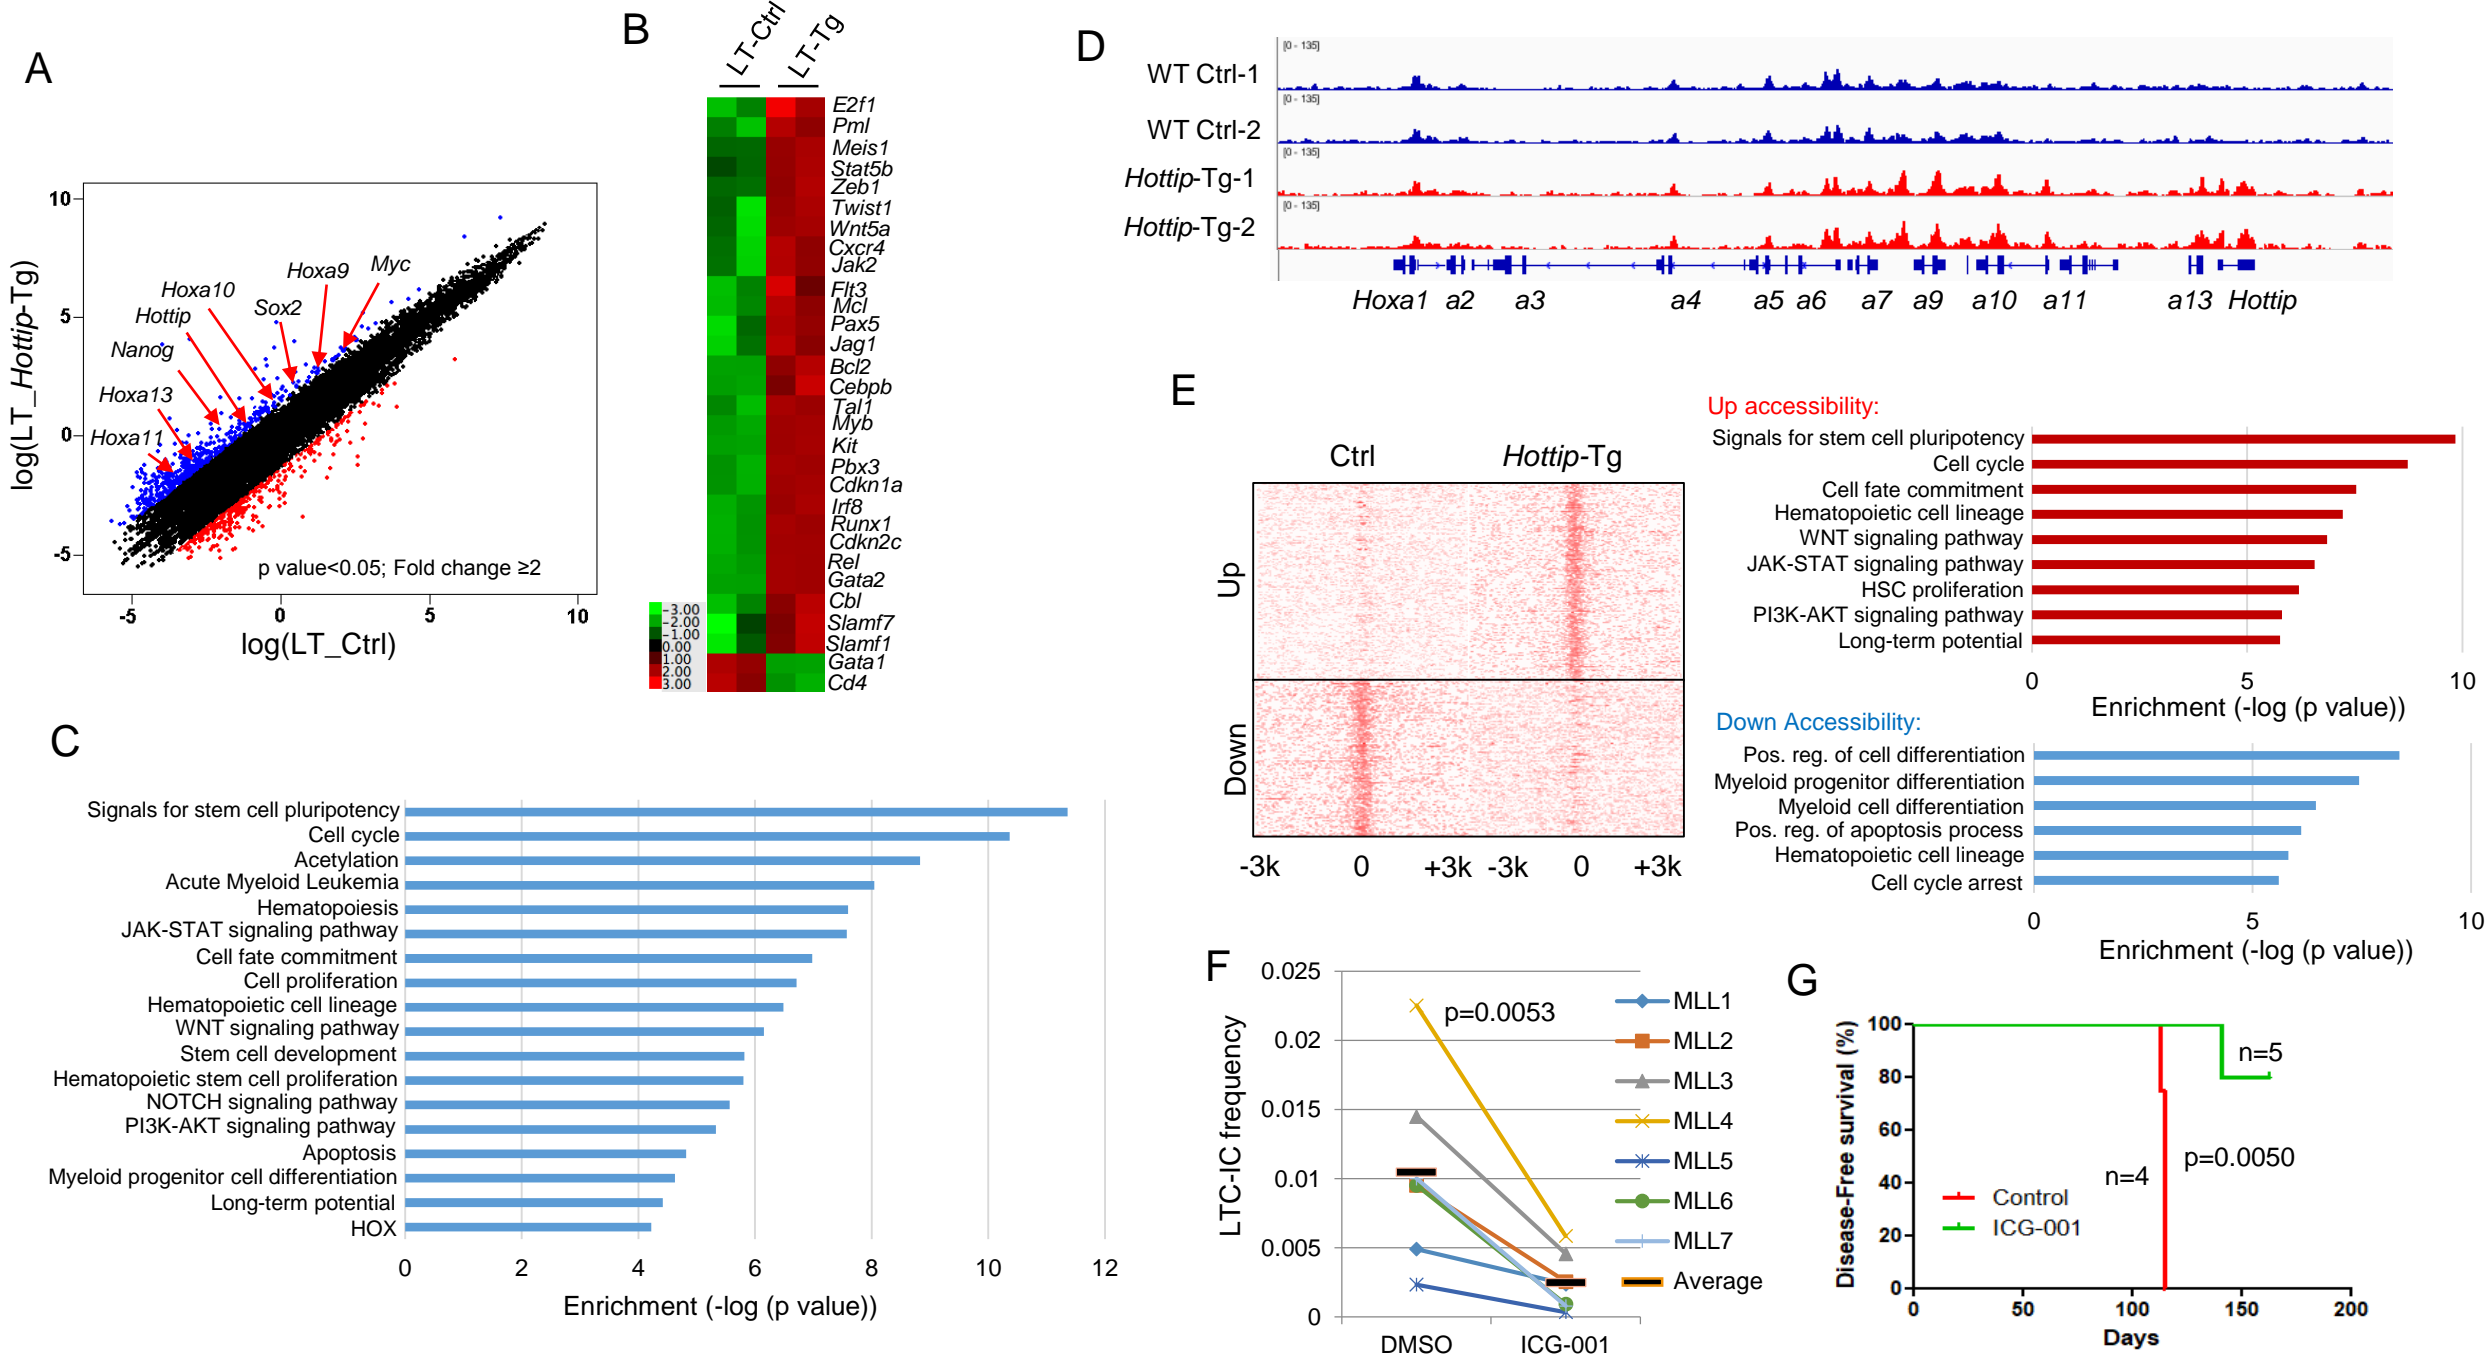 A
10
5
0
-5
-5
0
5
10
log(LT_Hottip-Tg)
log(LT_Ctrl)
Hoxa9
Myc
Hoxa10
Sox2
Hottip
Nanog
Hoxa13
Hoxa11
p value<0.05; Fold change ≥2
B
LT-Ctrl
LT-Tg
E2f1
Pml
Meis1
Stat5b
Zeb1
Twist1
Wnt5a
Cxcr4
Jak2
Flt3
Mcl
Pax5
Jag1
Bcl2
Cebpb
Tal1
Myb
Kit
Pbx3
Cdkn1a
Irf8
Runx1
Cdkn2c
Rel
Gata2
Cbl
Slamf7
Slamf1
Gata1
Cd4
-3.00
-2.00
-1.00
0.00
1.00
2.00
3.00
C
Signals for stem cell pluripotency
Cell cycle
Acetylation
Acute Myeloid Leukemia
Hematopoiesis
JAK-STAT signaling pathway
Cell fate commitment
Cell proliferation
Hematopoietic cell lineage
WNT signaling pathway
Stem cell development
Hematopoietic stem cell proliferation
NOTCH signaling pathway
PI3K-AKT signaling pathway
Apoptosis
Myeloid progenitor cell differentiation
Long-term potential
HOX
0 2 4 6 8 10 12
Enrichment (-log (p value))
D
WT Ctrl-1
[0 - 135]
WT Ctrl-2
[0 - 135]
Hottip-Tg-1
[0 - 135]
Hottip-Tg-2
[0 - 135]
Hoxa1 a2 a3 a4 a5 a6 a7 a9 a10 a11 a13 Hottip
E
Ctrl
Hottip-Tg
Up
Down
-3k 0 +3k -3k 0 +3k
Up accessibility:
Signals for stem cell pluripotency
Cell cycle
Cell fate commitment
Hematopoietic cell lineage
WNT signaling pathway
JAK-STAT signaling pathway
HSC proliferation
PI3K-AKT signaling pathway
Long-term potential
0 5 10
Enrichment (-log (p value))
Down Accessibility:
Pos. reg. of cell differentiation
Myeloid progenitor differentiation
Myeloid cell differentiation
Pos. reg. of apoptosis process
Hematopoietic cell lineage
Cell cycle arrest
0 5 10
Enrichment (-log (p value))
F
LTC-IC frequency
0.025
0.02
0.015
0.01
0.005
0
p=0.0053
DMSO ICG-001
MLL1
MLL2
MLL3
MLL4
MLL5
MLL6
MLL7
Average
G
Disease-Free survival (%)
100
80
60
40
20
0
n=5
p=0.0050
n=4
Control
ICG-001
0 50 100 150 200
Days